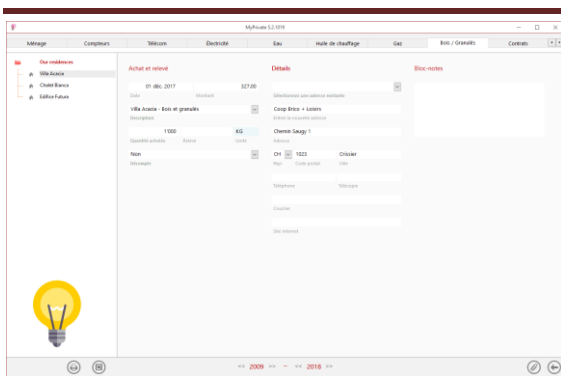 MyPrivate 5.2.1019
Ménage Compteurs Télécom Électricité Eau Huile de chauffage Gaz Bois / Granulés Contrats
Our residences
Villa Acacia
Chalet Bianca
Edifice Futura
Achat et relevé
01 déc. 2017 327.00
Date Montant
Villa Acacia - Bois et granulés
Description
1'000 KG
Quantité achetée Relevé Unité
Non
Décompte
Détails
Sélectionnez une adresse existante
Coop Brico + Loisirs
Entrez la nouvelle adresse
Chemin Saugy 1
Adresse
CH 1023 Crissier
Pays Code postal Ville
Téléphone Télécopie
Courriel
Site internet
Bloc-notes
<< 2009 >> – << 2018 >>